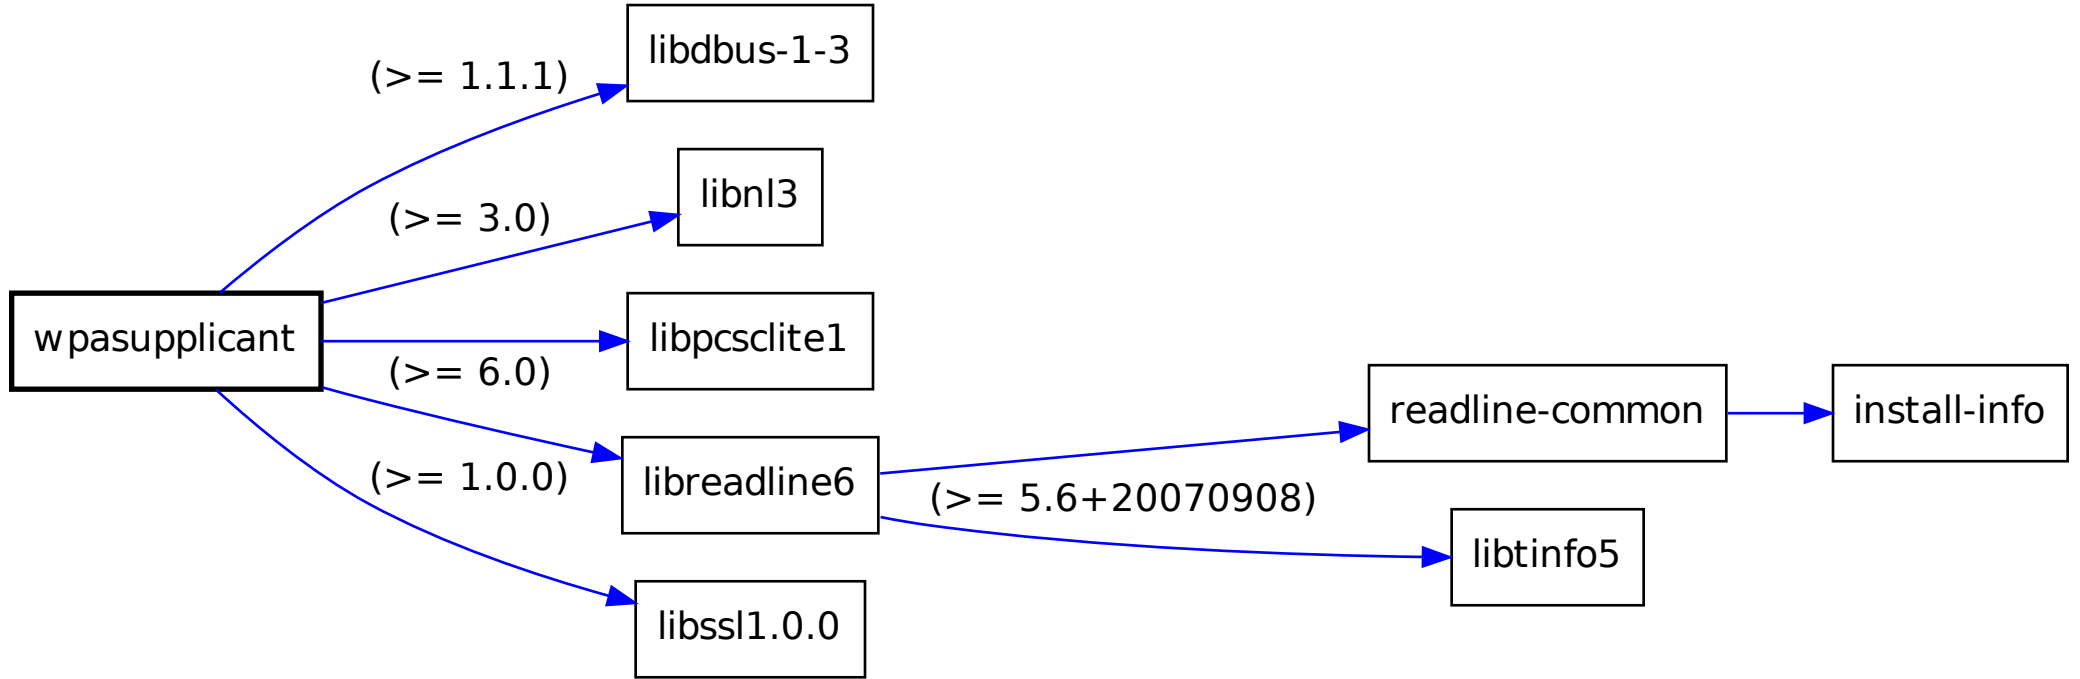 libdbus-1-3
(>= 1.1.1)
libnl3
(>= 3.0)
wpasupplicant
libpcsclite1
(>= 6.0)
readline-common
install-info
libreadline6
(>= 1.0.0)
(>= 5.6+20070908)
libtinfo5
libssl1.0.0